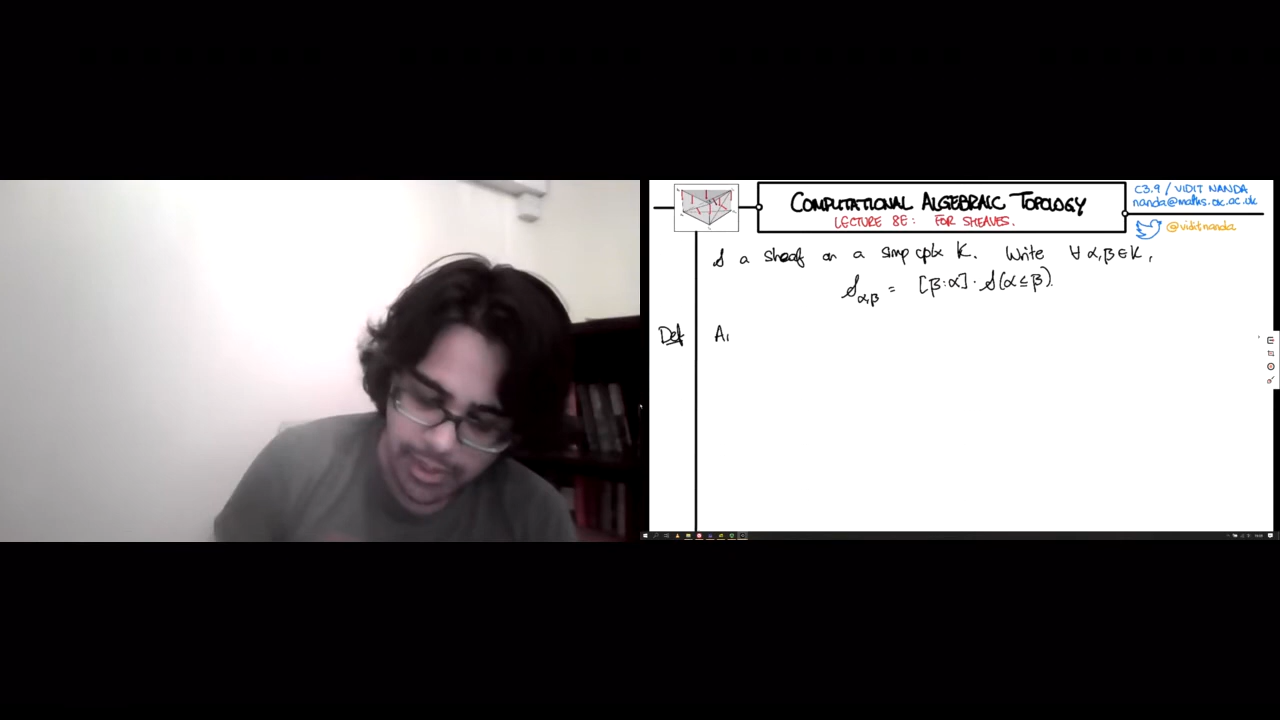 COMPUTATIONAL ALGEBRAIC TOPOLOGY
LECTURE 8E: FOR SHEAVES.
C3.9 / VIDIT NANDA
nanda@maths.ox.ac.uk
@viditnanda
𝒮 a sheaf on a simp cplx K. Write ∀ α,β ∈ K,
𝒮α,β = [β:α] · 𝒮(α ≤ β).
Def A